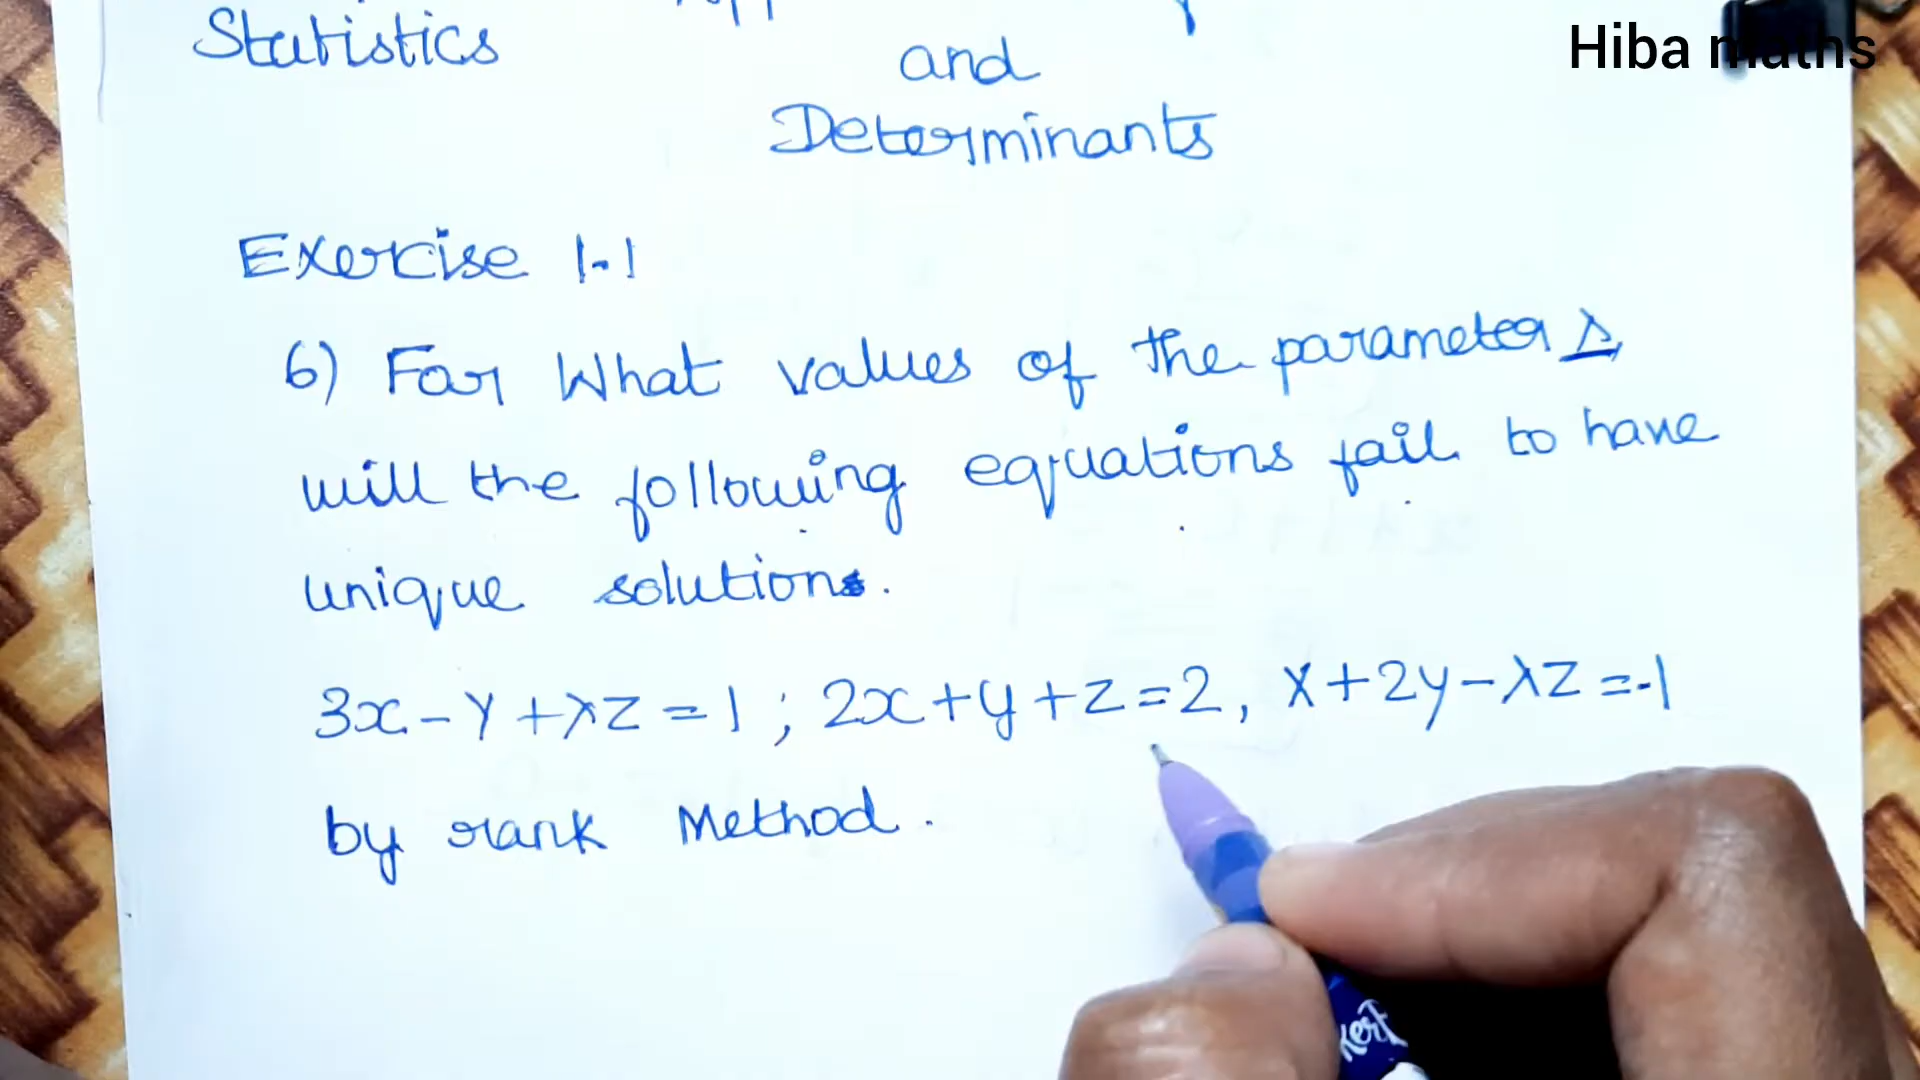 Hiba maths
Statistics
and
Determinants
Exercise 1.1
6) For What values of the parameter
will the following equations fail to have
unique solutions.
3x - y + λz = 1 ; 2x + y + z = 2, x + 2y - λz = -1
by rank Method.